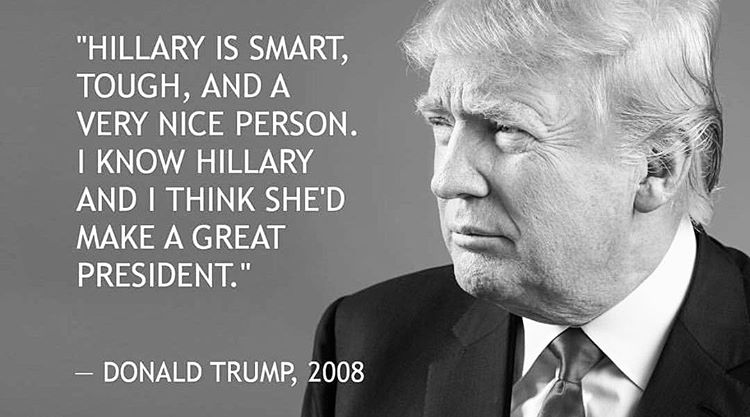 "HILLARY IS SMART,
TOUGH, AND A
VERY NICE PERSON.
I KNOW HILLARY
AND I THINK SHE'D
MAKE A GREAT
PRESIDENT."
— DONALD TRUMP, 2008